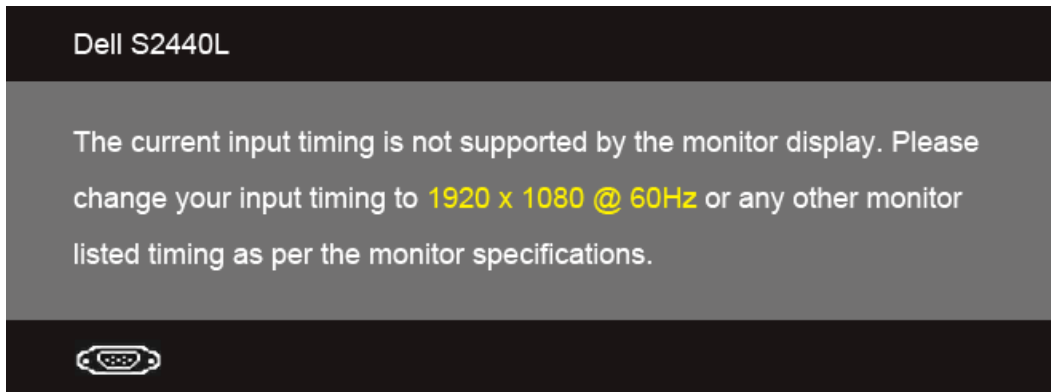 Dell S2440L
The current input timing is not supported by the monitor display. Please
change your input timing to 1920 x 1080 @ 60Hz or any other monitor
listed timing as per the monitor specifications.